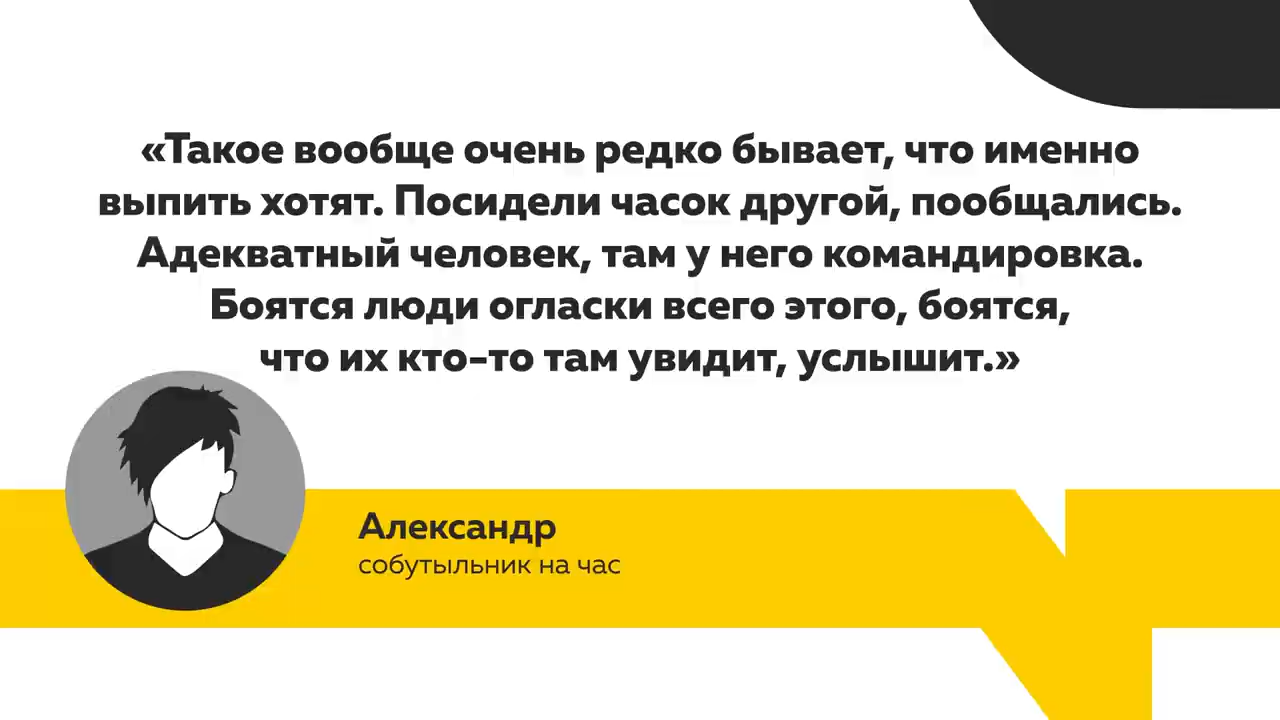 «Такое вообще очень редко бывает, что именно
выпить хотят. Посидели часок другой, пообщались.
Адекватный человек, там у него командировка.
Боятся люди огласки всего этого, боятся,
что их кто-то там увидит, услышит.»
Александр
собутыльник на час